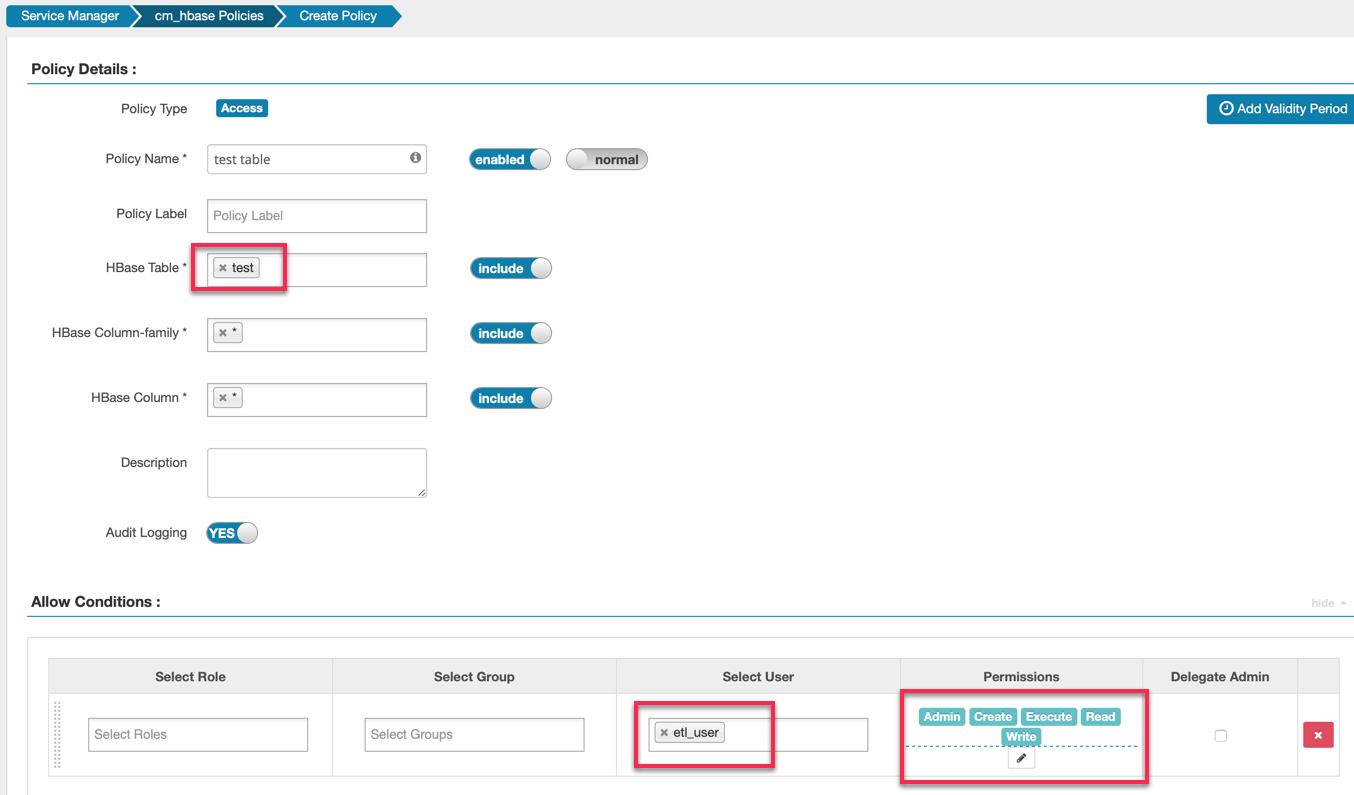 Service Manager cm_hbase Policies Create Policy
Policy Details :
Policy Type Access Add Validity Period
Policy Name * test table enabled normal
Policy Label Policy Label
HBase Table * × test include
HBase Column-family * × * include
HBase Column * × * include
Description
Audit Logging YES
Allow Conditions :
hide
Select Role Select Group Select User Permissions Delegate Admin
Select Roles Select Groups × etl_user Admin Create Execute Read
Write